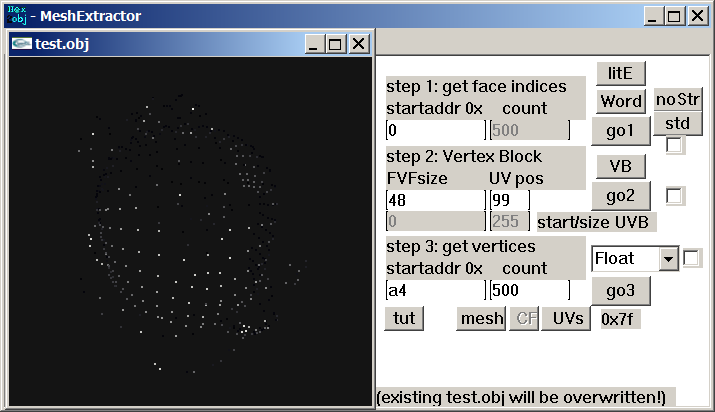 Hex
obj - MeshExtractor
test.obj
step 1: get face indices
startaddr 0x count
0 500
litE
Word
noStr
go1
std
step 2: Vertex Block
FVFsize UV pos
48 99
0 255 start/size UVB
VB
go2
step 3: get vertices
startaddr 0x count
a4 500
Float
go3
tut mesh CF UVs 0x7f
(existing test.obj will be overwritten!)